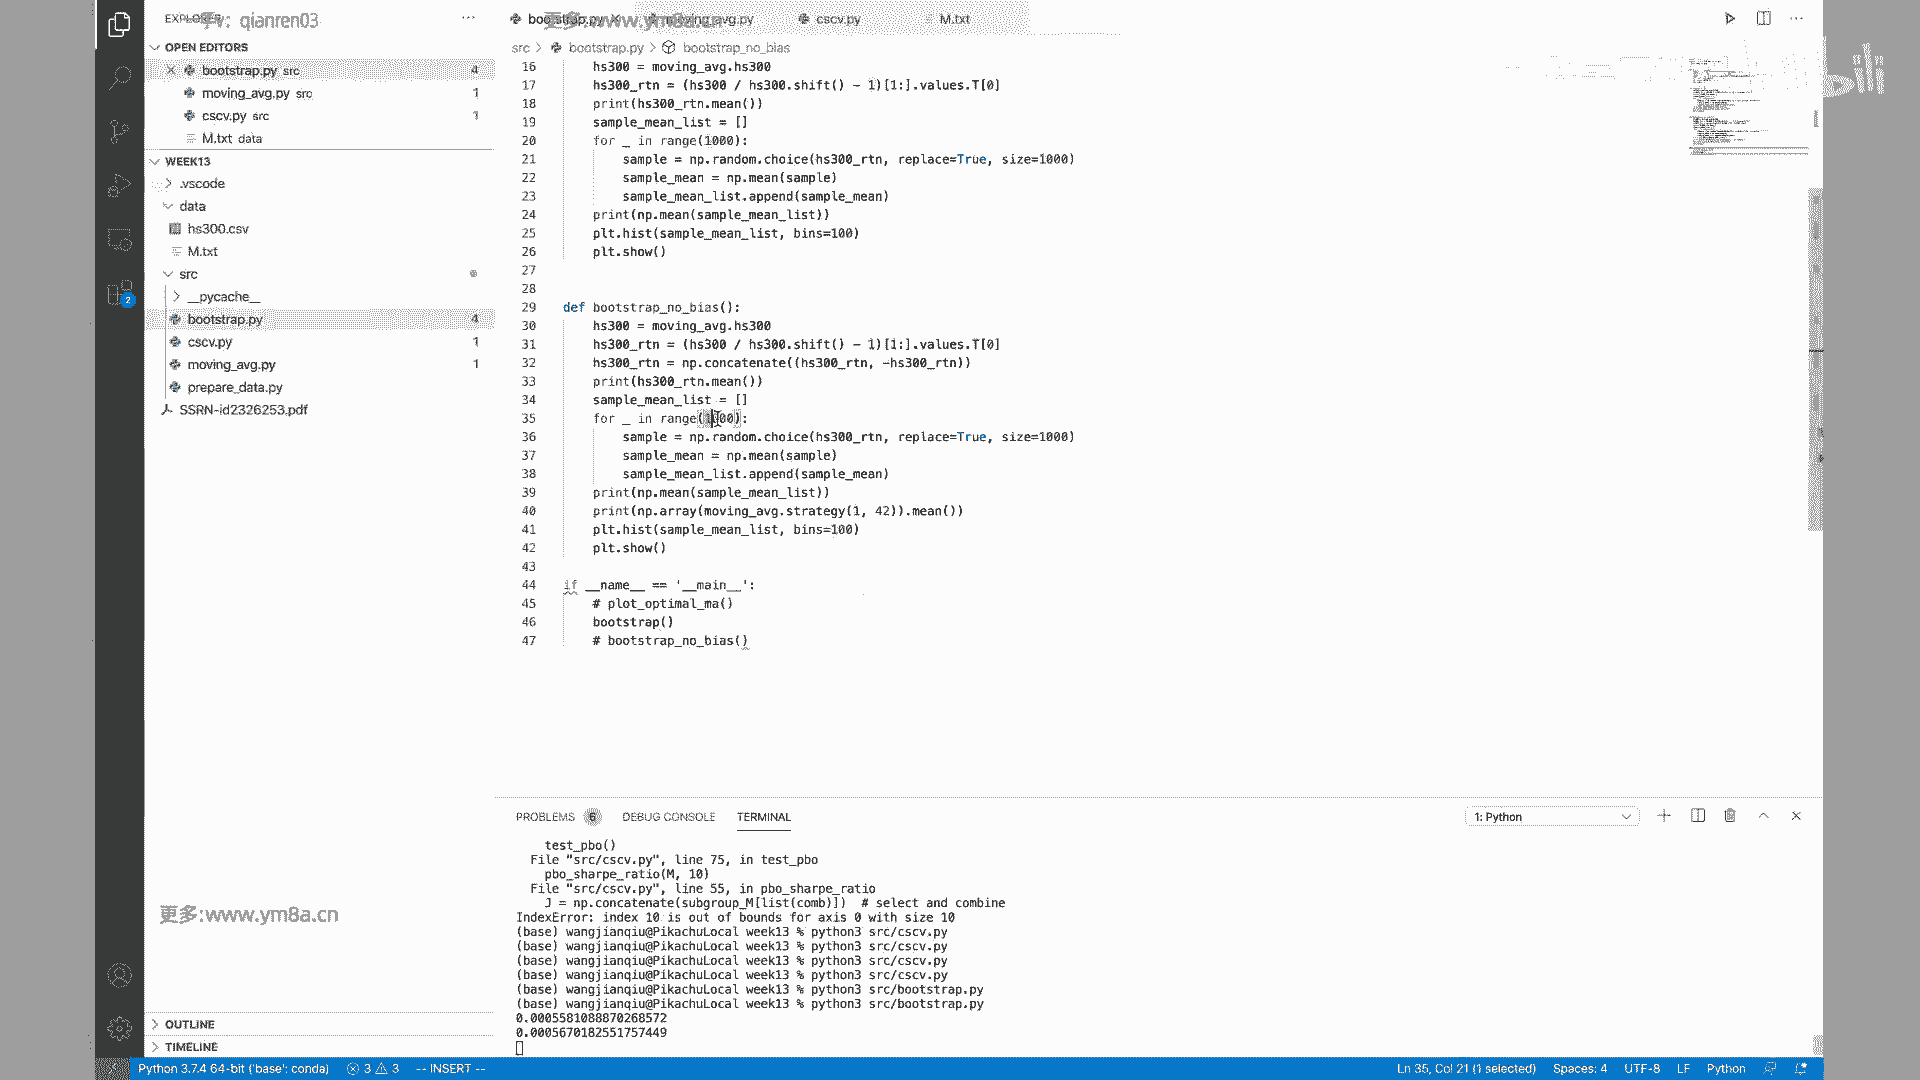 EXPLORER
qianren03
更多:www.ym8a.cn
bootstrap.py
moving_avg.py
cscv.py
M.txt
bili
OPEN EDITORS
bootstrap.py src 4
moving_avg.py src 1
cscv.py src 1
M.txt data
WEEK13
.vscode
data
hs300.csv
M.txt
src
__pycache__
bootstrap.py 4
cscv.py 1
moving_avg.py 1
prepare_data.py
SSRN-id2326253.pdf
2
更多:www.ym8a.cn
OUTLINE
TIMELINE
src > bootstrap.py > bootstrap_no_bias
16 hs300 = moving_avg.hs300
17 hs300_rtn = (hs300 / hs300.shift() - 1)[1:].values.T[0]
18 print(hs300_rtn.mean())
19 sample_mean_list = []
20 for _ in range(1000):
21 sample = np.random.choice(hs300_rtn, replace=True, size=1000)
22 sample_mean = np.mean(sample)
23 sample_mean_list.append(sample_mean)
24 print(np.mean(sample_mean_list))
25 plt.hist(sample_mean_list, bins=100)
26 plt.show()
27
28
29 def bootstrap_no_bias():
30 hs300 = moving_avg.hs300
31 hs300_rtn = (hs300 / hs300.shift() - 1)[1:].values.T[0]
32 hs300_rtn = np.concatenate((hs300_rtn, -hs300_rtn))
33 print(hs300_rtn.mean())
34 sample_mean_list = []
35 for _ in range(1000):
36 sample = np.random.choice(hs300_rtn, replace=True, size=1000)
37 sample_mean = np.mean(sample)
38 sample_mean_list.append(sample_mean)
39 print(np.mean(sample_mean_list))
40 print(np.array(moving_avg.strategy(1, 42)).mean())
41 plt.hist(sample_mean_list, bins=100)
42 plt.show()
43
44 if __name__ == '__main__':
45 # plot_optimal_ma()
46 bootstrap()
47 # bootstrap_no_bias()
PROBLEMS 6 DEBUG CONSOLE TERMINAL 1: Python
test_pbo()
File "src/cscv.py", line 75, in test_pbo
pbo_sharpe_ratio(M, 10)
File "src/cscv.py", line 55, in pbo_sharpe_ratio
J = np.concatenate(subgroup_M[list(comb)]) # select and combine
IndexError: index 10 is out of bounds for axis 0 with size 10
(base) wangjianqiu@PikachuLocal week13 % python3 src/cscv.py
(base) wangjianqiu@PikachuLocal week13 % python3 src/cscv.py
(base) wangjianqiu@PikachuLocal week13 % python3 src/cscv.py
(base) wangjianqiu@PikachuLocal week13 % python3 src/cscv.py
(base) wangjianqiu@PikachuLocal week13 % python3 src/bootstrap.py
(base) wangjianqiu@PikachuLocal week13 % python3 src/bootstrap.py
0.0005581088870268572
0.0005670182551757449
Python 3.7.4 64-bit ('base': conda) 3 3 -- INSERT -- Ln 35, Col 21 (1 selected) Spaces: 4 UTF-8 LF Python